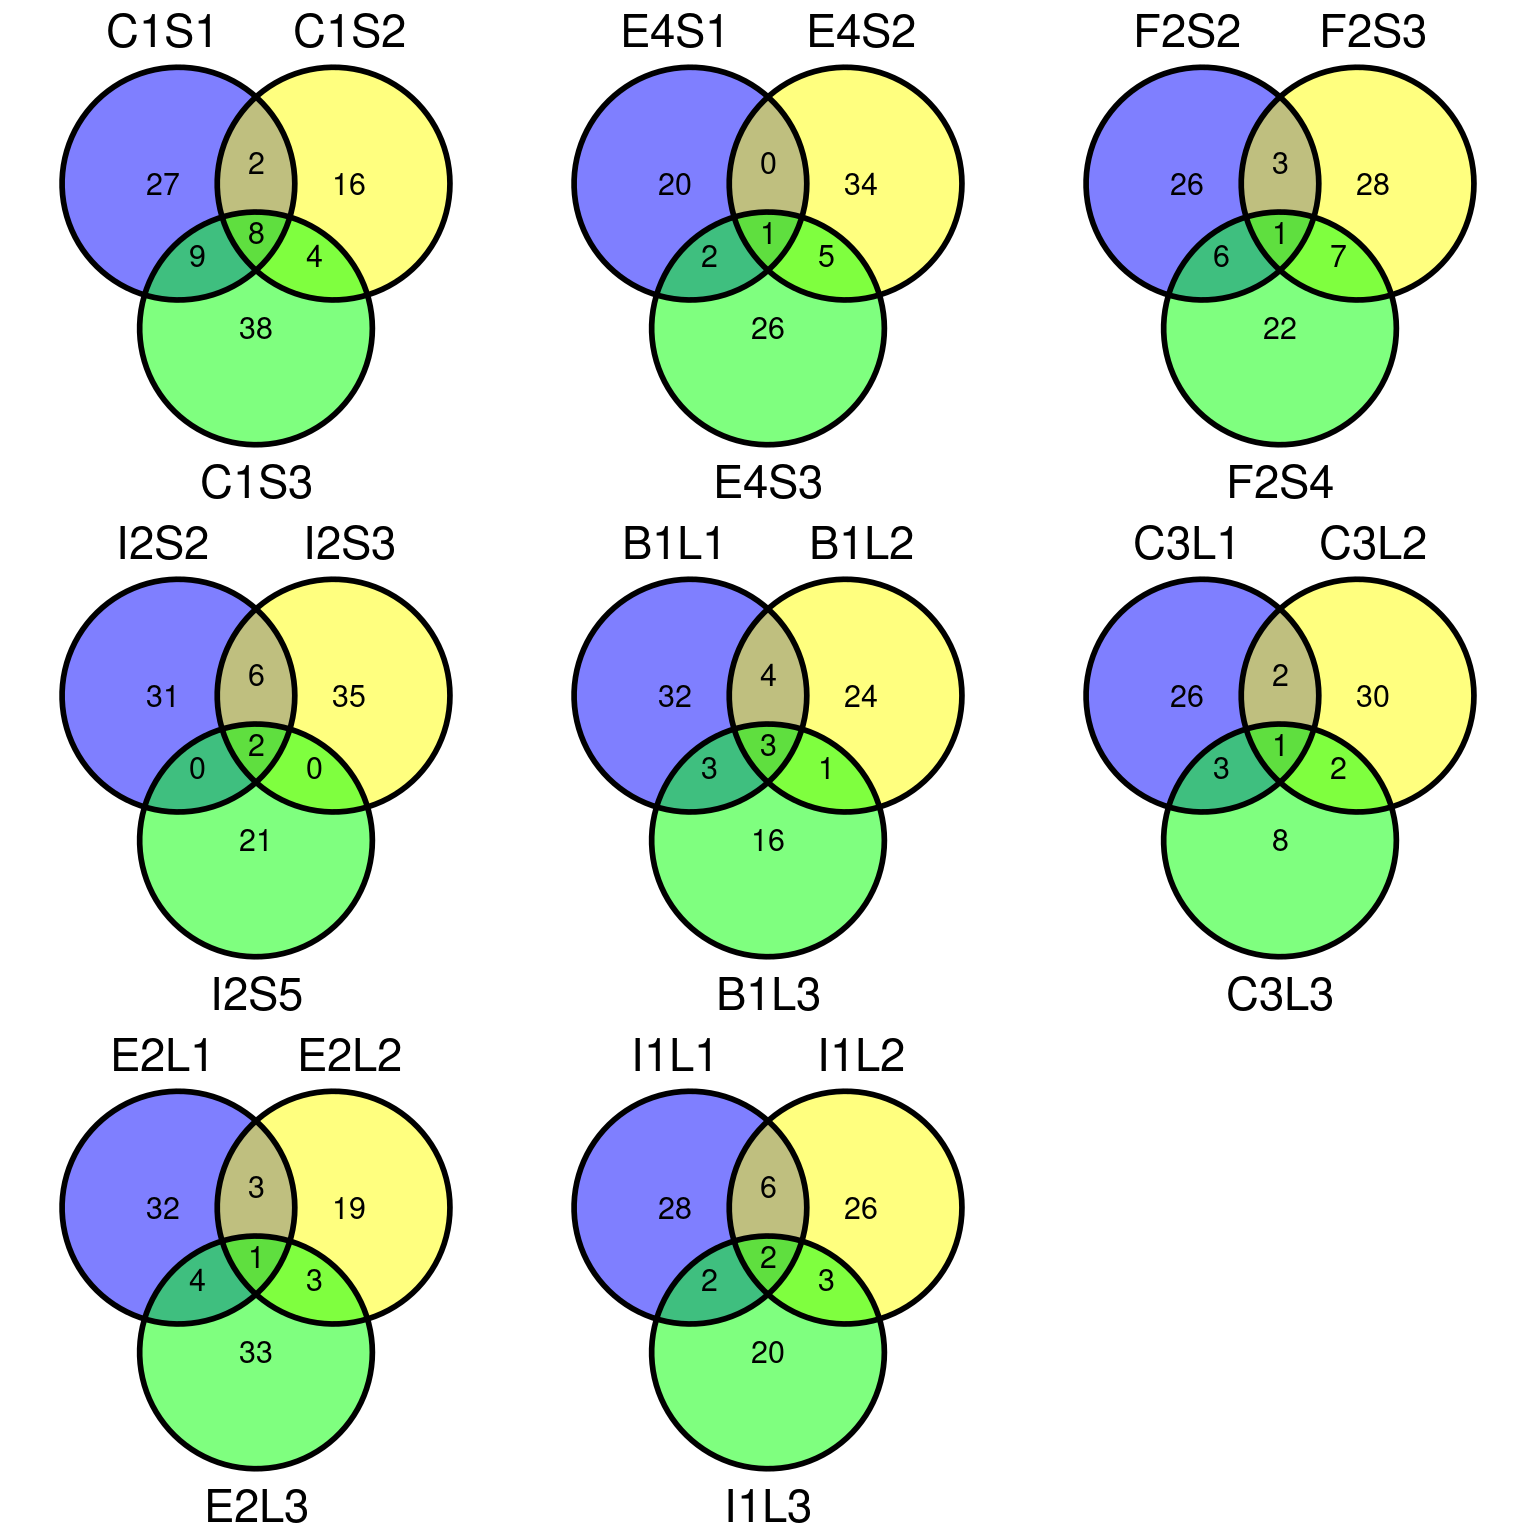 C1S1 C1S2 E4S1 E4S2 F2S2 F2S3
2 0 3
27 16 20 34 26 28
8 1 1
9 4 2 5 6 7
38 26 22
C1S3 E4S3 F2S4
I2S2 I2S3 B1L1 B1L2 C3L1 C3L2
6 4 2
31 35 32 24 26 30
2 3 1
0 0 3 1 3 2
21 16 8
I2S5 B1L3 C3L3
E2L1 E2L2 I1L1 I1L2
3 6
32 19 28 26
1 2
4 3 2 3
33 20
E2L3 I1L3